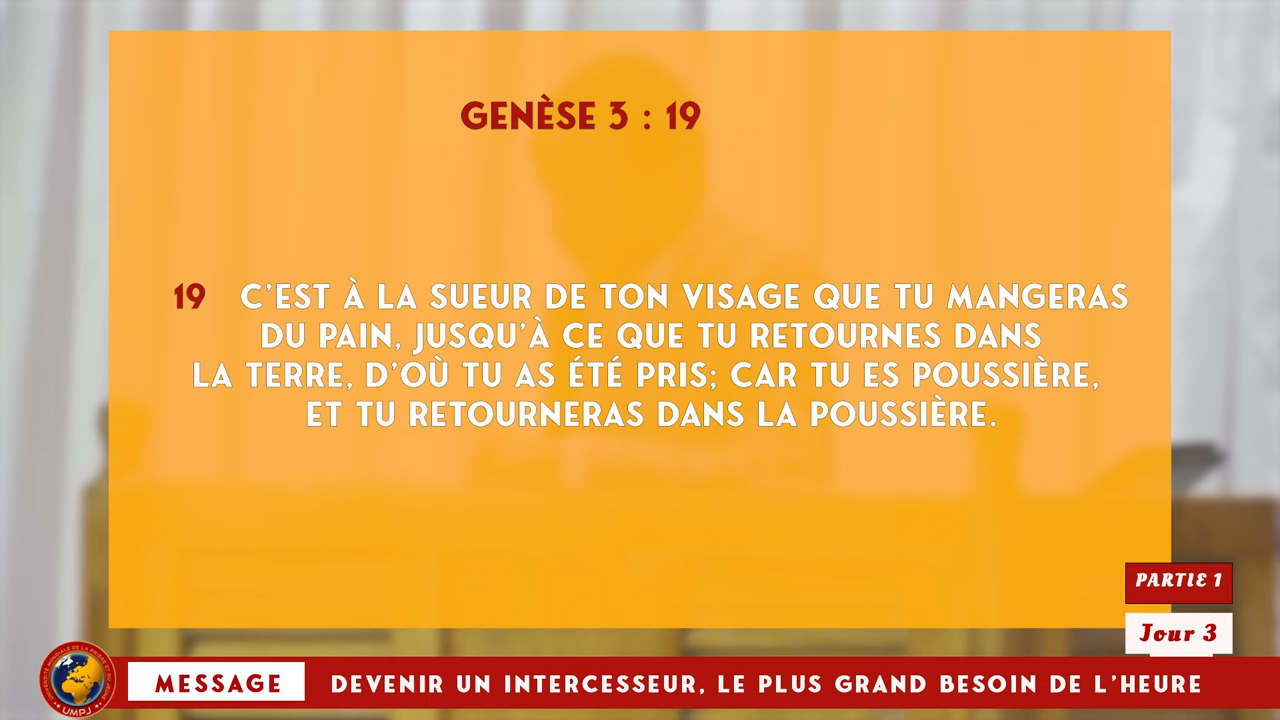 GENÈSE 3 : 19
19 C'EST À LA SUEUR DE TON VISAGE QUE TU MANGERAS
DU PAIN, JUSQU'À CE QUE TU RETOURNES DANS
LA TERRE, D'OÙ TU AS ÉTÉ PRIS; CAR TU ES POUSSIÈRE,
ET TU RETOURNERAS DANS LA POUSSIÈRE.
PARTIE 1
Jour 3
MESSAGE DEVENIR UN INTERCESSEUR, LE PLUS GRAND BESOIN DE L'HEURE
UMPJ